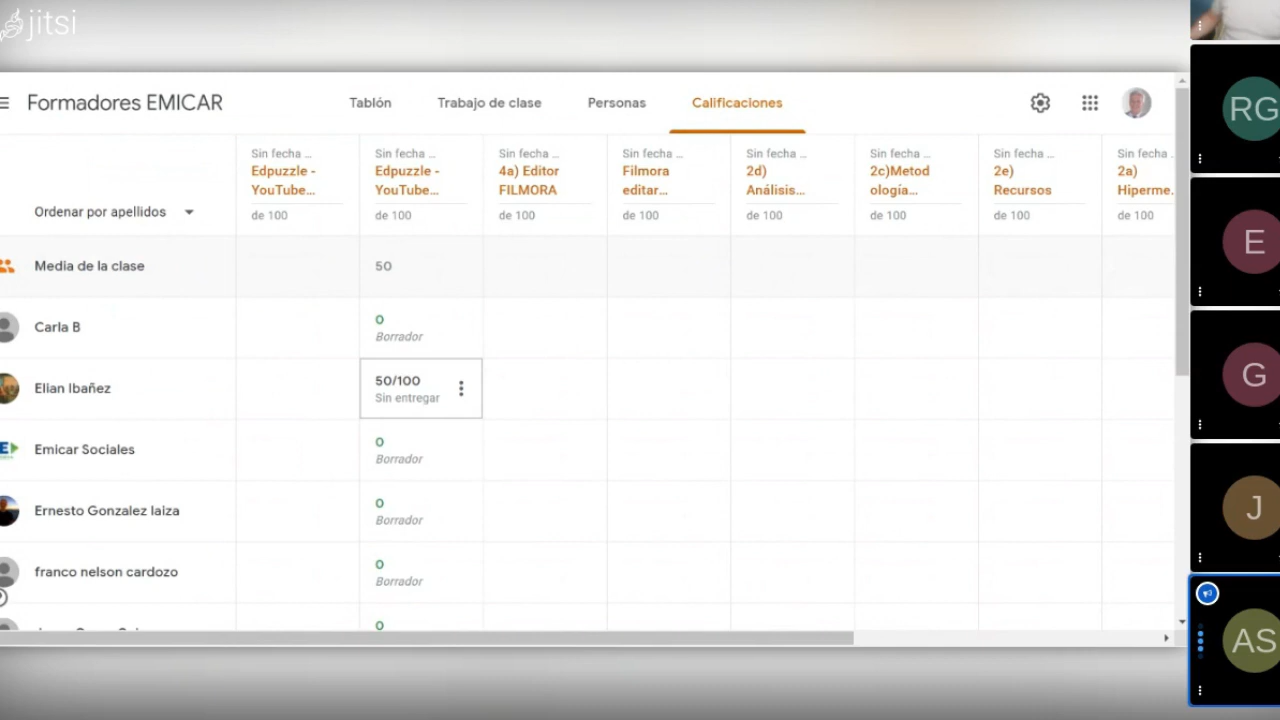 jitsi
Formadores EMICAR
Tablón
Trabajo de clase
Personas
Calificaciones
Sin fecha ...
Edpuzzle -
YouTube...
de 100
Sin fecha ...
Edpuzzle -
YouTube...
de 100
Sin fecha ...
4a) Editor
FILMORA
de 100
Sin fecha ...
Filmora
editar...
de 100
Sin fecha ...
2d)
Análisis...
de 100
Sin fecha ...
2c)Metod
ología...
de 100
Sin fecha ...
2e)
Recursos
de 100
Sin fecha ...
2a)
Hiperme.
de 100
Ordenar por apellidos
Media de la clase
50
Carla B
0
Borrador
Elian Ibañez
50/100
Sin entregar
Emicar Sociales
0
Borrador
Ernesto Gonzalez laiza
0
Borrador
franco nelson cardozo
0
Borrador
0
RG
E
G
J
AS